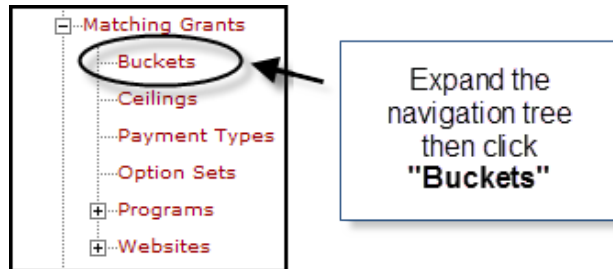 Matching Grants
Buckets
Ceilings
Payment Types
Option Sets
Programs
Websites
Expand the
navigation tree
then click
"Buckets"